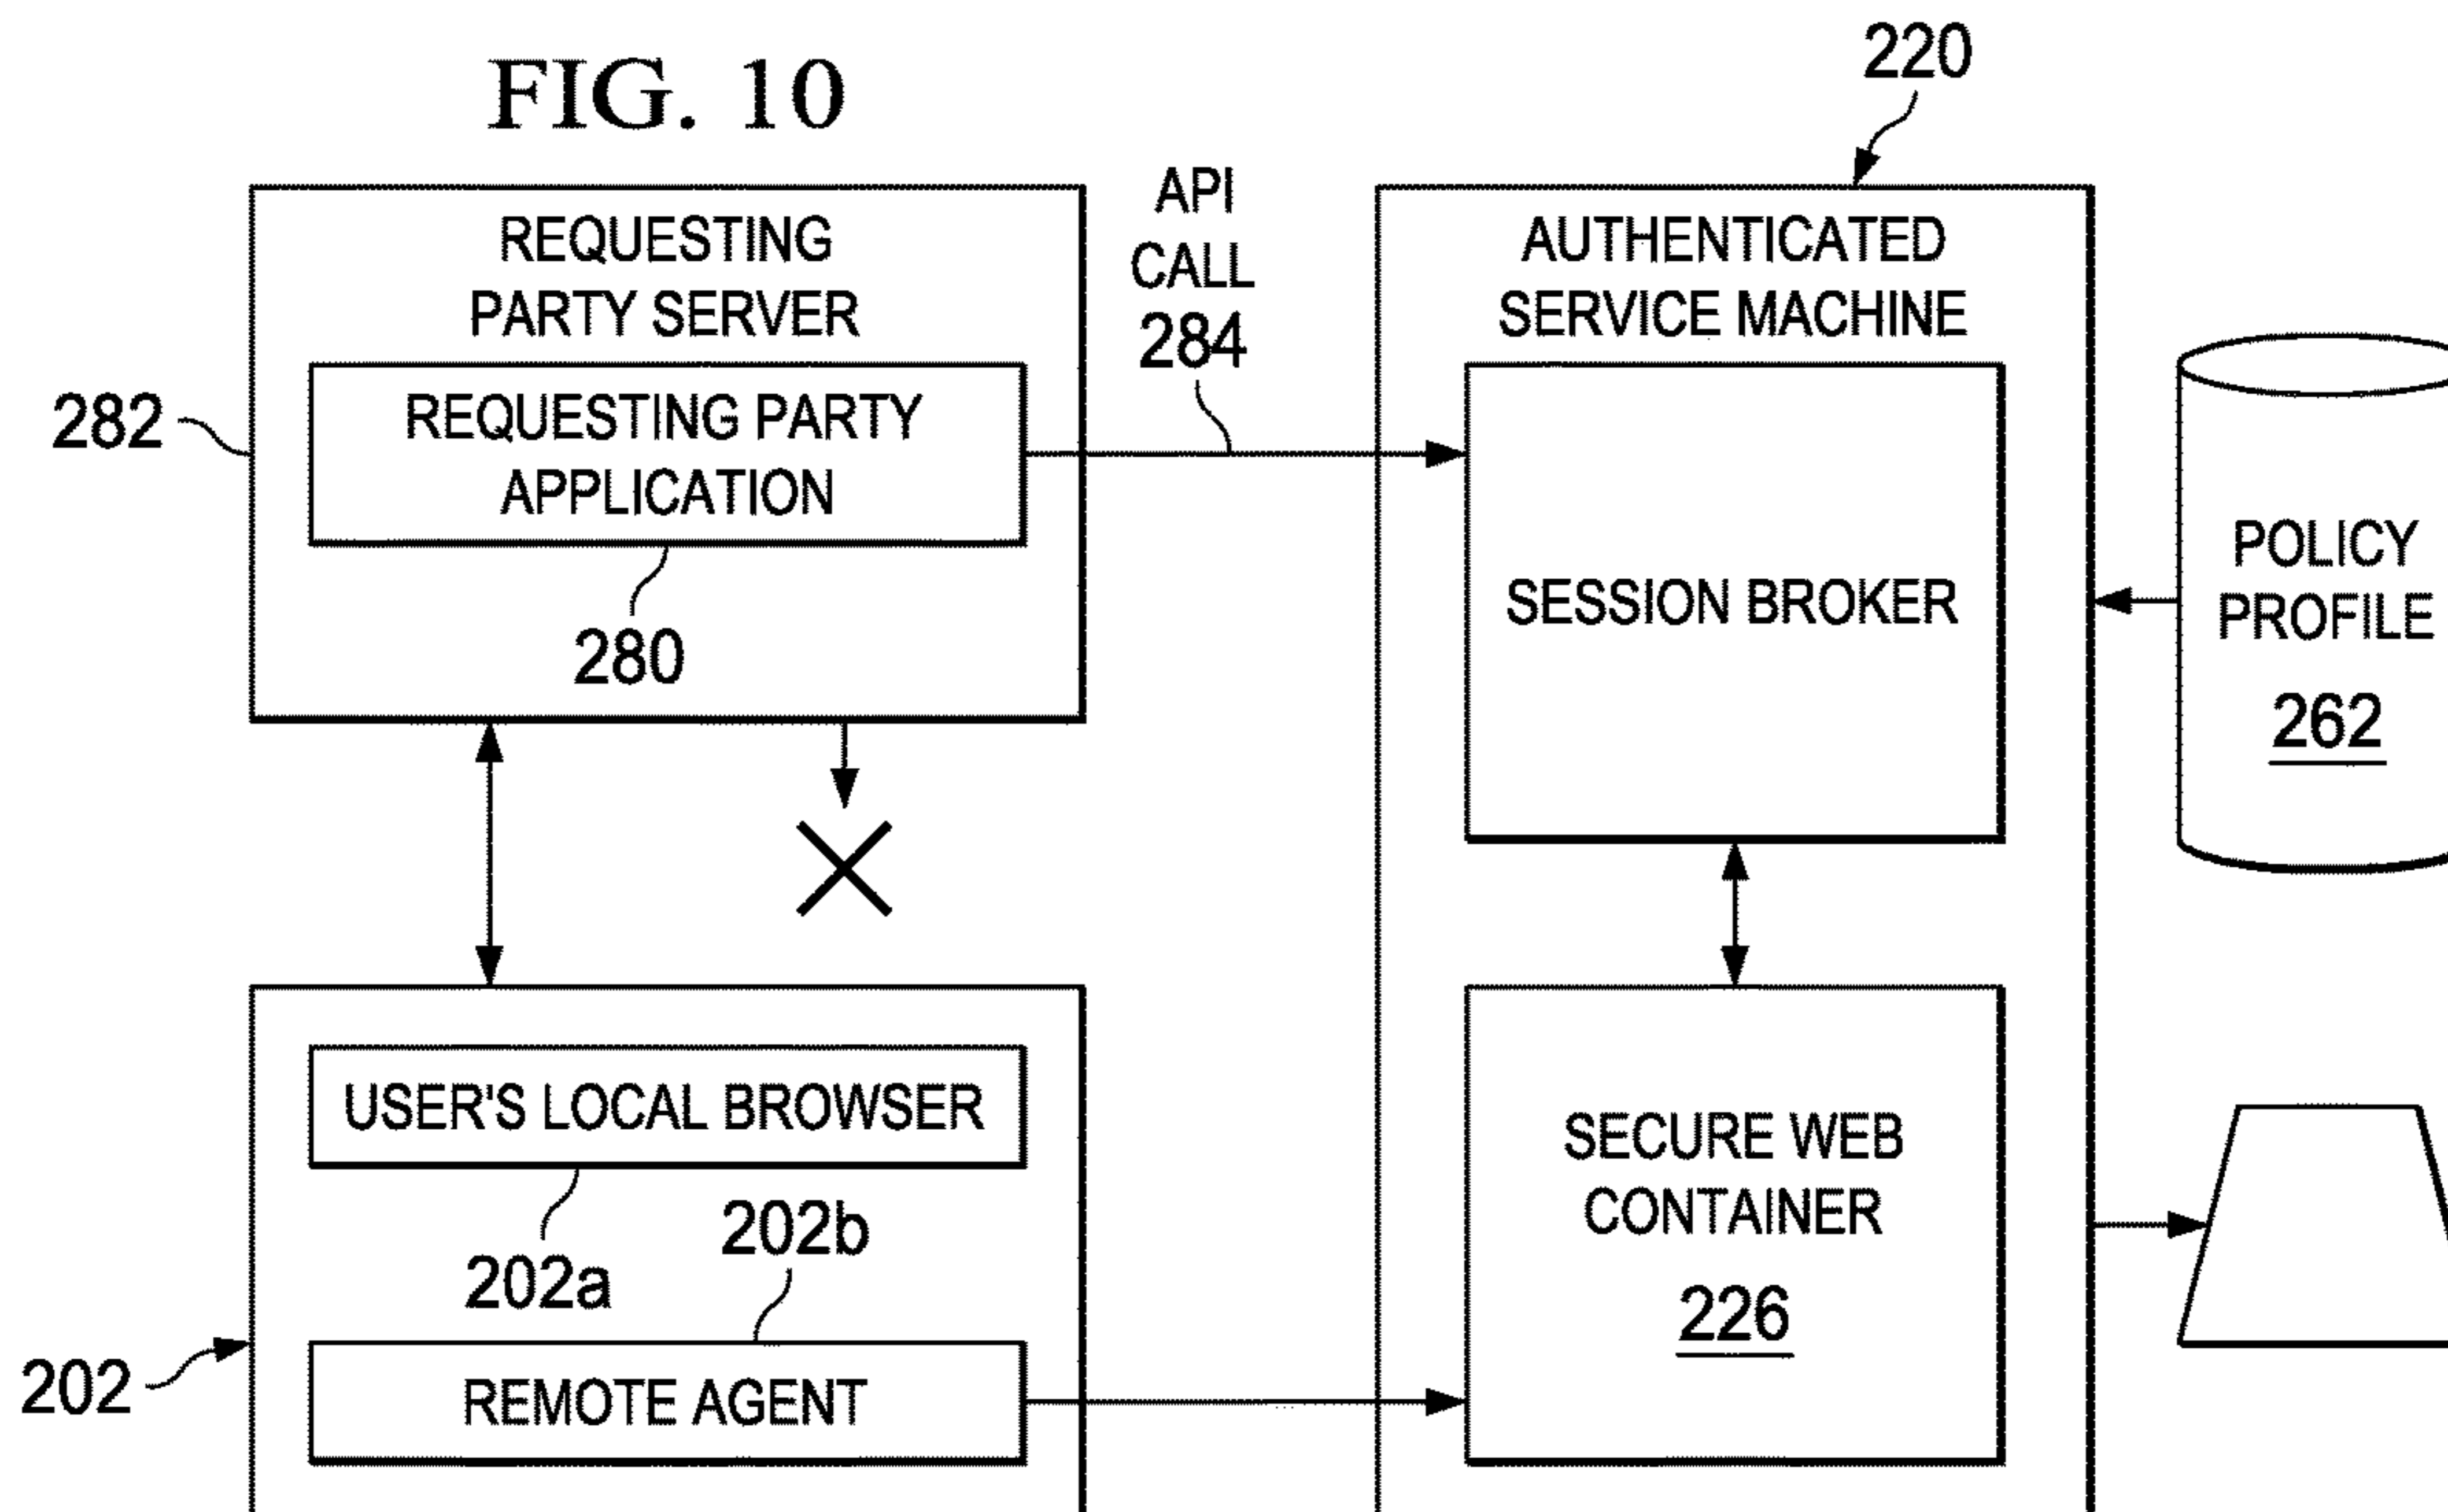 FIG. 10
220
REQUESTING
PARTY SERVER
API
CALL
284
AUTHENTICATED
SERVICE MACHINE
282
REQUESTING PARTY
APPLICATION
280
SESSION BROKER
POLICY
PROFILE
262
USER'S LOCAL BROWSER
202a
202b
202
REMOTE AGENT
SECURE WEB
CONTAINER
226